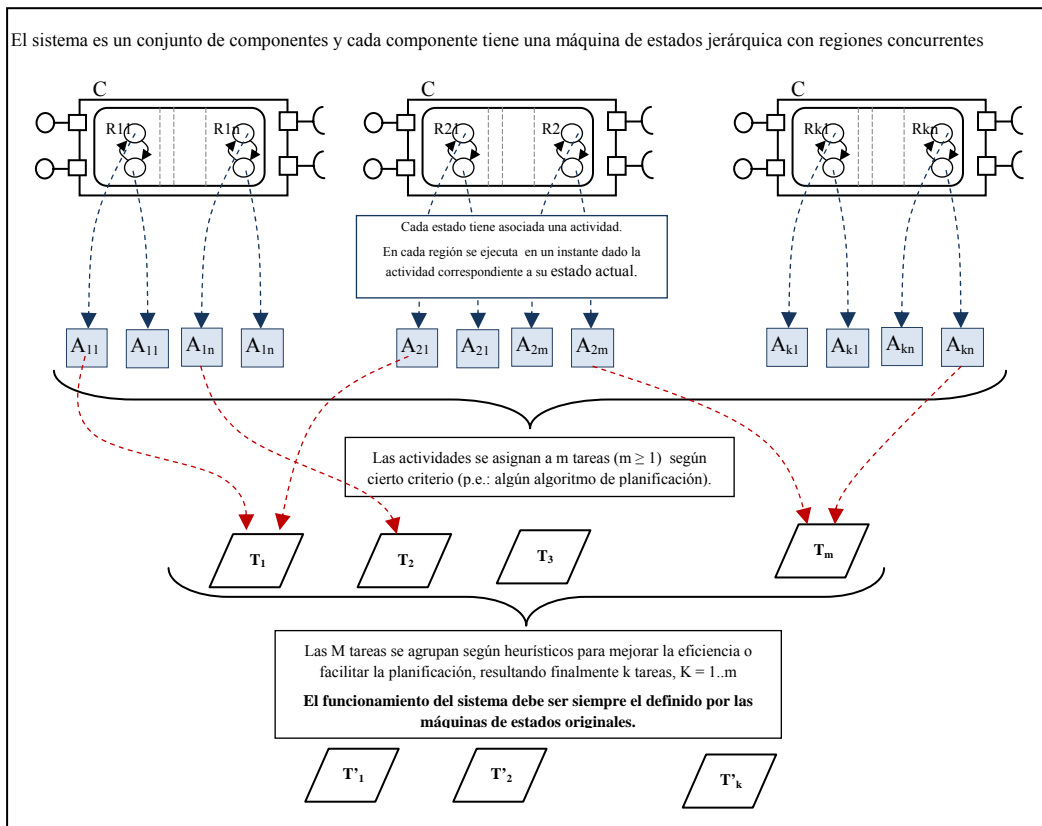 El sistema es un conjunto de componentes y cada componente tiene una máquina de estados jerárquica con regiones concurrentes
C C C
R11 R1n R21 R2 Rk1 Rkn
Cada estado tiene asociada una actividad.
En cada región se ejecuta en un instante dado la
actividad correspondiente a su estado actual.
A11 A11 A1n A1n A21 A21 A2m A2m Ak1 Ak1 Akn Akn
Las actividades se asignan a m tareas (m ≥ 1) según
cierto criterio (p.e.: algún algoritmo de planificación).
T1 T2 T3 Tm
Las M tareas se agrupan según heurísticos para mejorar la eficiencia o
facilitar la planificación, resultando finalmente k tareas, K = 1..m
El funcionamiento del sistema debe ser siempre el definido por las
máquinas de estados originales.
T’1 T’2 T’k